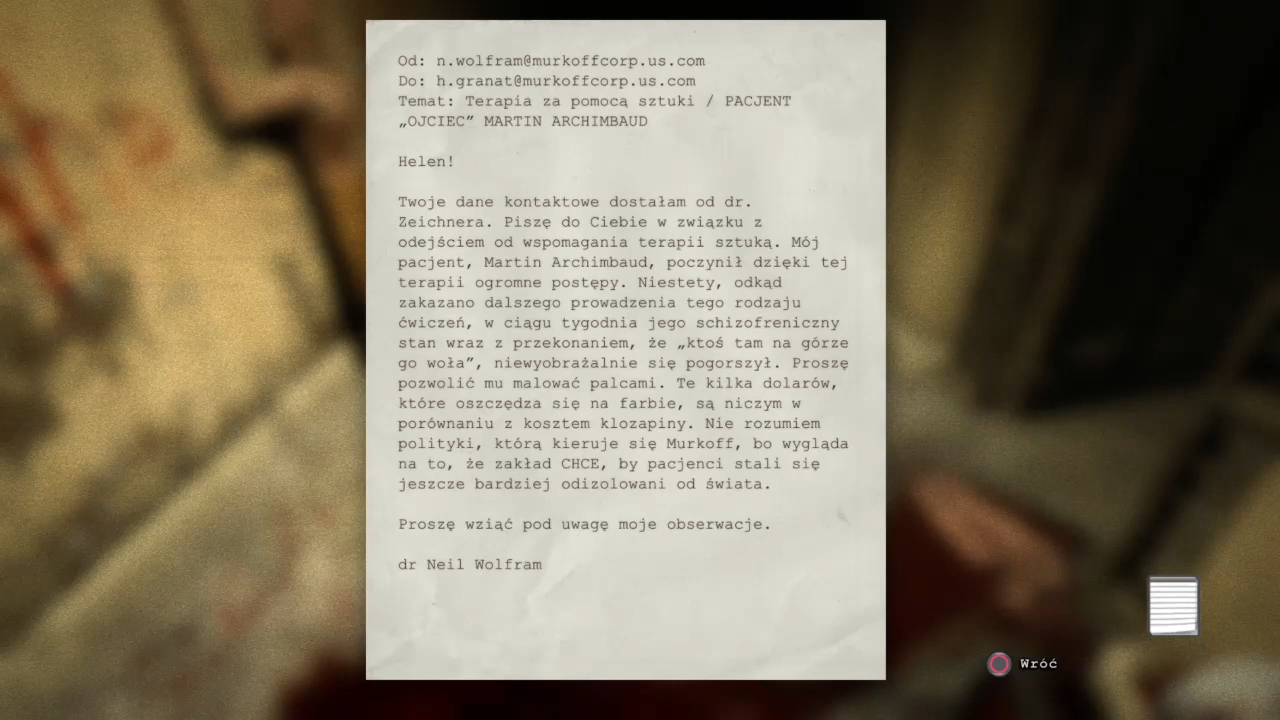 Od: n.wolfram@murkoffcorp.us.com
Do: h.granat@murkoffcorp.us.com
Temat: Terapia za pomocą sztuki / PACJENT
„OJCIEC” MARTIN ARCHIMBAUD
Helen!
Twoje dane kontaktowe dostałam od dr.
Zeichnera. Piszę do Ciebie w związku z
odejściem od wspomagania terapii sztuką. Mój
pacjent, Martin Archimbaud, poczynił dzięki tej
terapii ogromne postępy. Niestety, odkąd
zakazano dalszego prowadzenia tego rodzaju
ćwiczeń, w ciągu tygodnia jego schizofreniczny
stan wraz z przekonaniem, że „ktoś tam na górze
go woła”, niewyobrażalnie się pogorszył. Proszę
pozwolić mu malować palcami. Te kilka dolarów,
które oszczędza się na farbie, są niczym w
porównaniu z kosztem klozapiny. Nie rozumiem
polityki, którą kieruje się Murkoff, bo wygląda
na to, że zakład CHCE, by pacjenci stali się
jeszcze bardziej odizolowani od świata.
Proszę wziąć pod uwagę moje obserwacje.
dr Neil Wolfram
Wróć